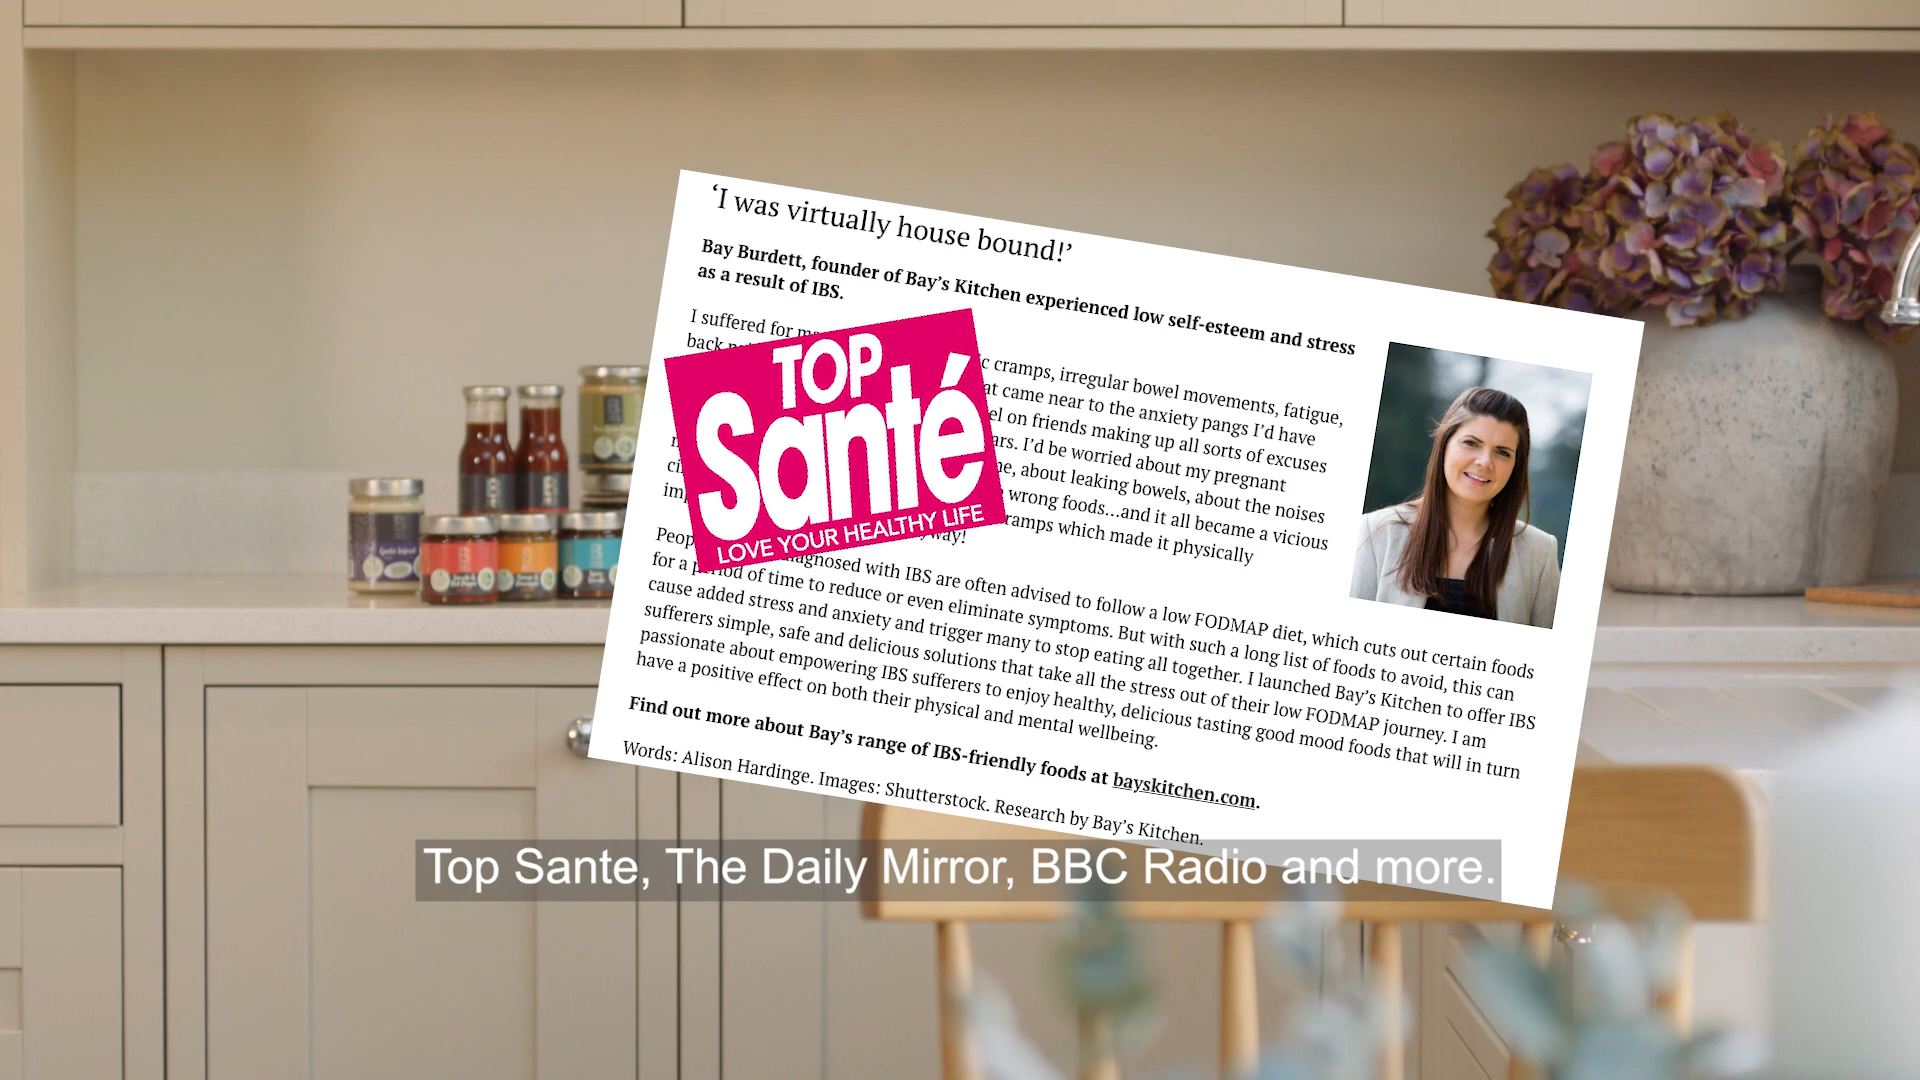 ‘I was virtually house bound!’
Bay Burdett, founder of Bay’s Kitchen experienced low self-esteem and stress
as a result of IBS.
I suffered for
back
cramps, irregular bowel movements, fatigue,
came near to the anxiety pangs I’d have
on friends making up all sorts of excuses
I’d be worried about my pregnant
about leaking bowels, about the noises
wrong foods…and it all became a vicious
which made it physically
TOP
Santé
LOVE YOUR HEALTHY LIFE
with IBS are often advised to follow a low FODMAP diet, which cuts out certain foods
for a period of time to reduce or even eliminate symptoms. But with such a long list of foods to avoid, this can
cause added stress and anxiety and trigger many to stop eating all together. I launched Bay’s Kitchen to offer IBS
sufferers simple, safe and delicious solutions that take all the stress out of their low FODMAP journey. I am
passionate about empowering IBS sufferers to enjoy healthy, delicious tasting good mood foods that will in turn
have a positive effect on both their physical and mental wellbeing.
Find out more about Bay’s range of IBS-friendly foods at bayskitchen.com.
Words: Alison Hardinge. Images: Shutterstock. Research by Bay’s Kitchen.
Top Sante, The Daily Mirror, BBC Radio and more.